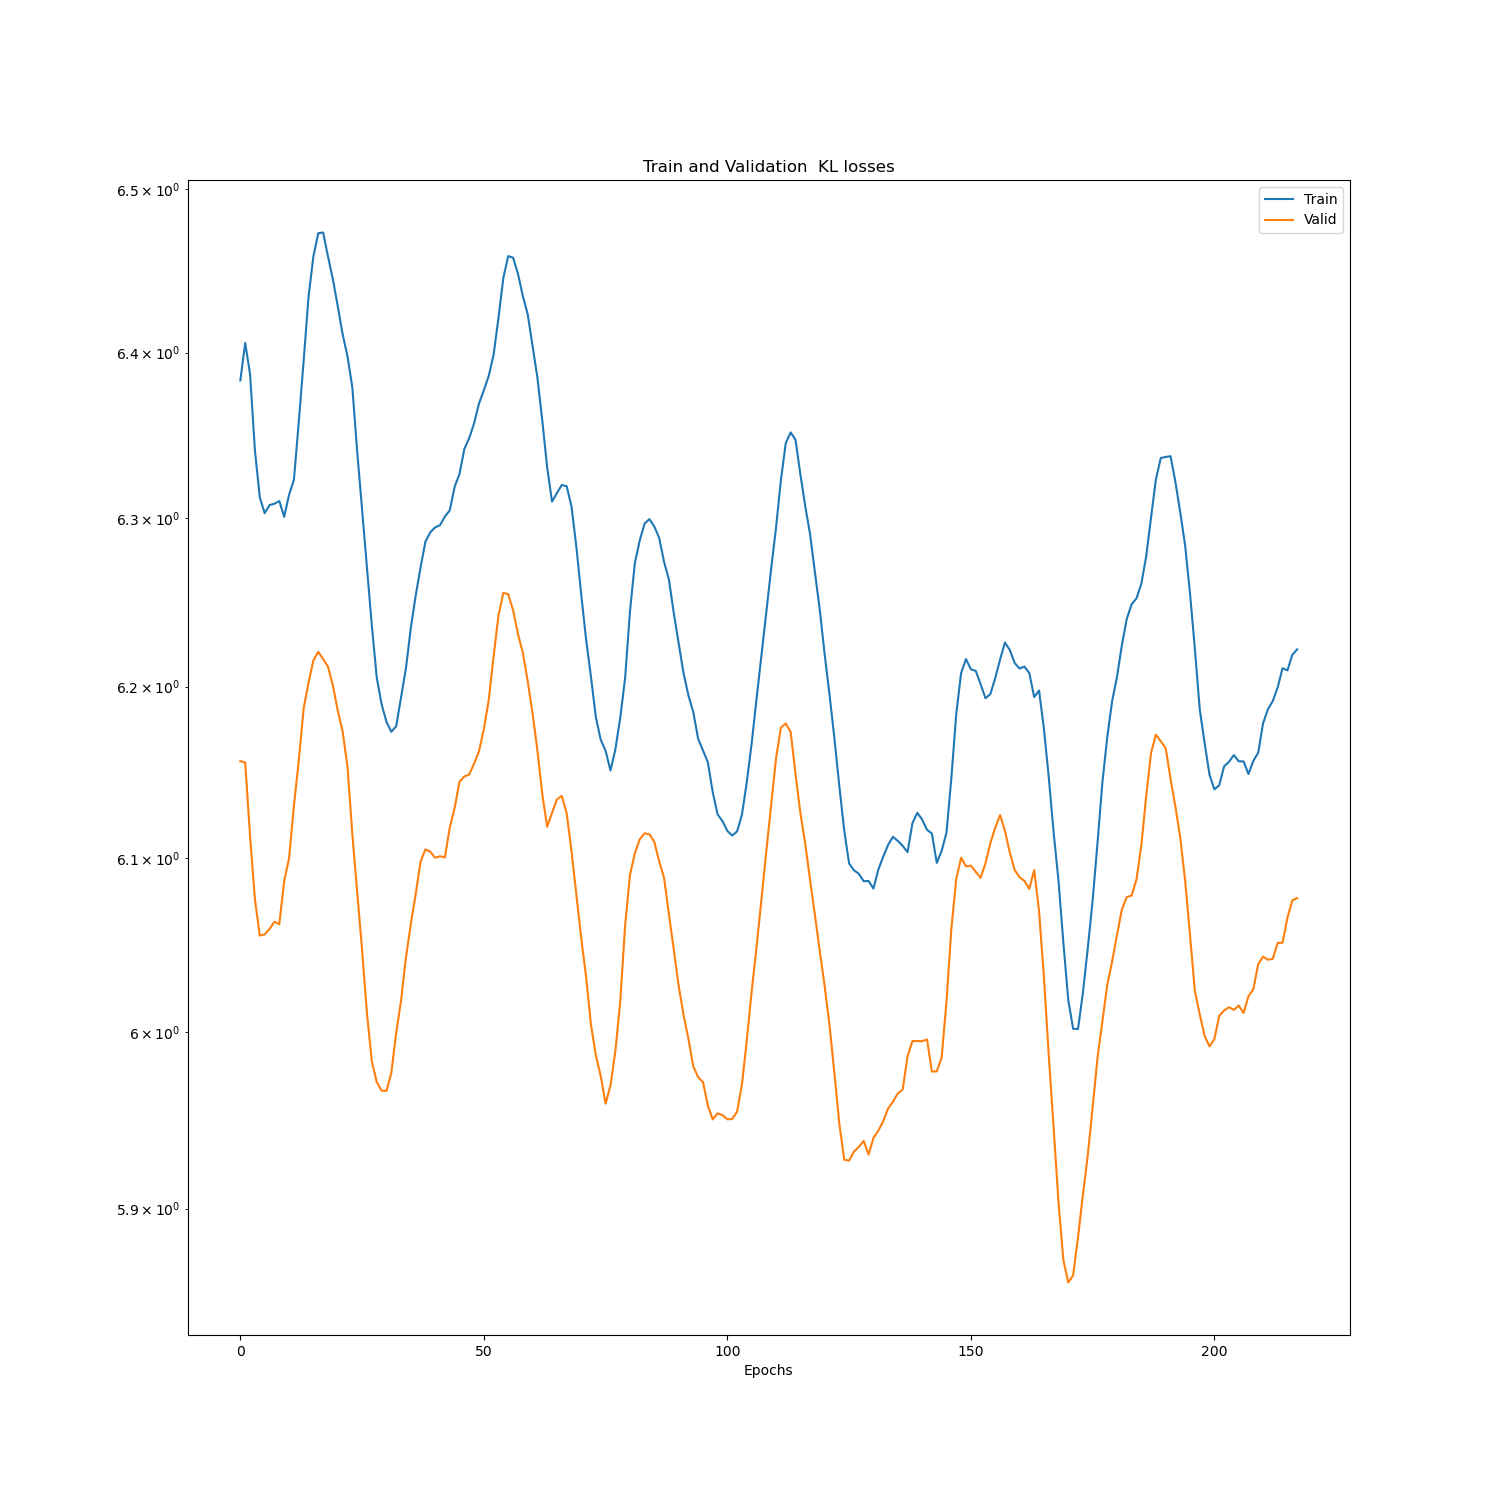 Train and Validation  KL losses
6.5 × 10⁰
6.4 × 10⁰
6.3 × 10⁰
6.2 × 10⁰
6.1 × 10⁰
6 × 10⁰
5.9 × 10⁰
Train
Valid
0 50 100 150 200
Epochs